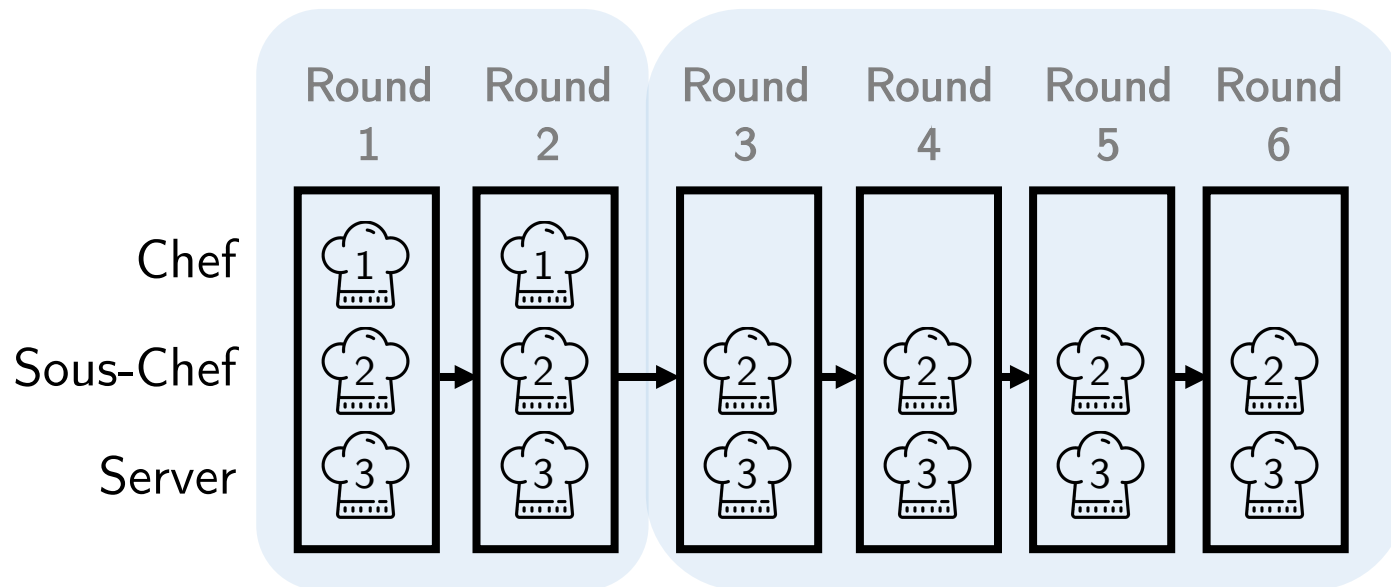 Round Round Round Round Round Round
1 2 3 4 5 6
Chef 1 1
Sous-Chef 2 2 2 2 2 2
Server 3 3 3 3 3 3